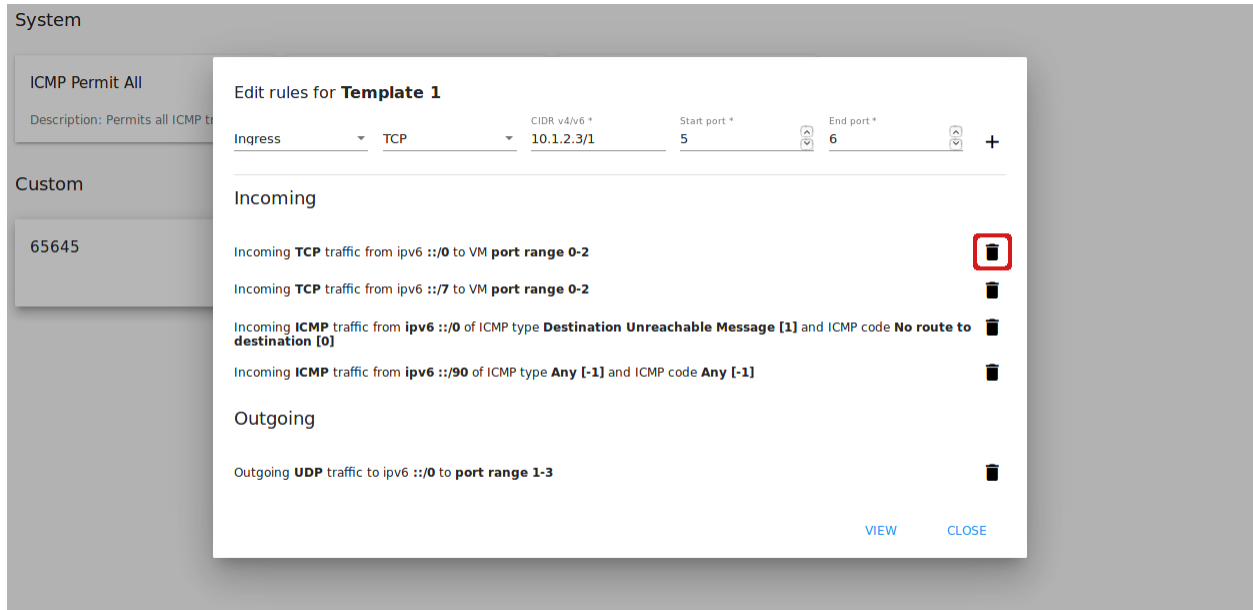 System
ICMP Permit All
Description: Permits all ICMP tr
Custom
65645
Edit rules for Template 1
CIDR v4/v6 * Start port * End port *
Ingress TCP 10.1.2.3/1 5 6 +
Incoming
Incoming TCP traffic from ipv6 ::/0 to VM port range 0-2
Incoming TCP traffic from ipv6 ::/7 to VM port range 0-2
Incoming ICMP traffic from ipv6 ::/0 of ICMP type Destination Unreachable Message [1] and ICMP code No route to
destination [0]
Incoming ICMP traffic from ipv6 ::/90 of ICMP type Any [-1] and ICMP code Any [-1]
Outgoing
Outgoing UDP traffic to ipv6 ::/0 to port range 1-3
VIEW CLOSE